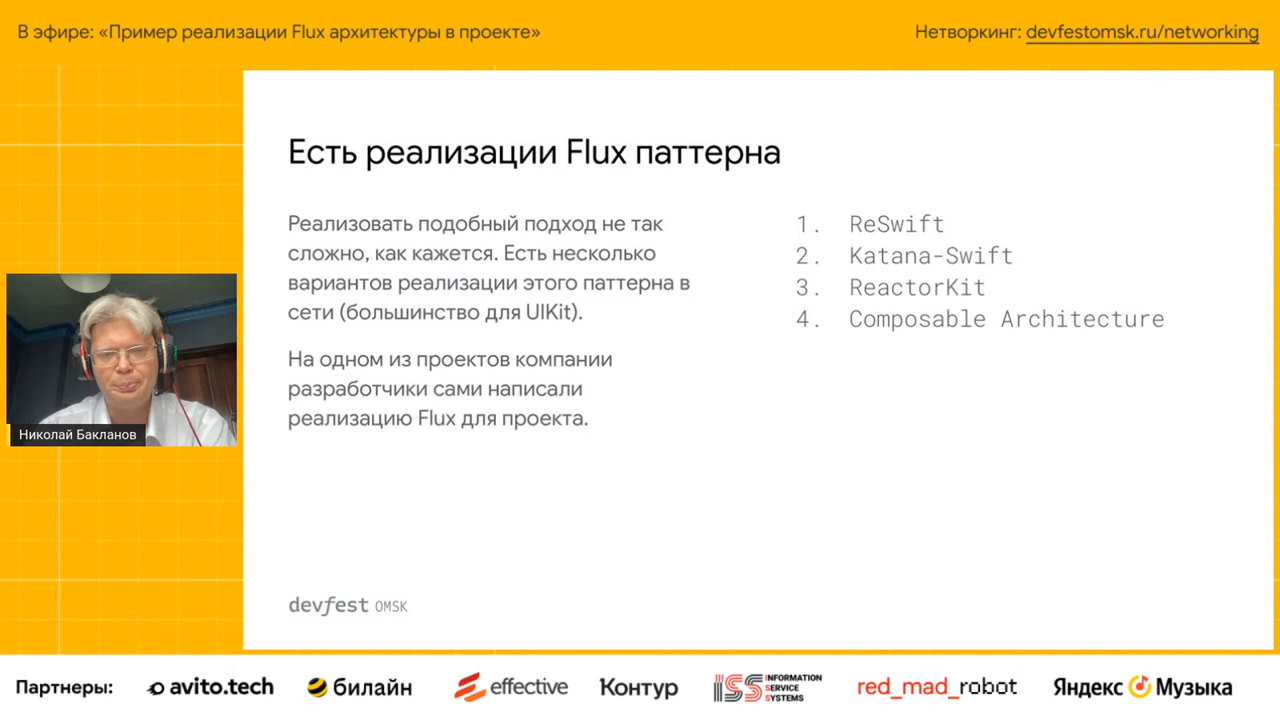 В эфире: «Пример реализации Flux архитектуры в проекте»
Нетворкинг: devfestomsk.ru/networking
Есть реализации Flux паттерна
Реализовать подобный подход не так
сложно, как кажется. Есть несколько
вариантов реализации этого паттерна в
сети (большинство для UIKit).
На одном из проектов компании
разработчики сами написали
реализацию Flux для проекта.
1. ReSwift
2. Katana-Swift
3. ReactorKit
4. Composable Architecture
Николай Бакланов
devfest OMSK
Партнеры:
avito.tech
билайн
effective
Контур
ISS INFORMATION
SERVICE
SYSTEMS
red_mad_robot
Яндекс Музыка